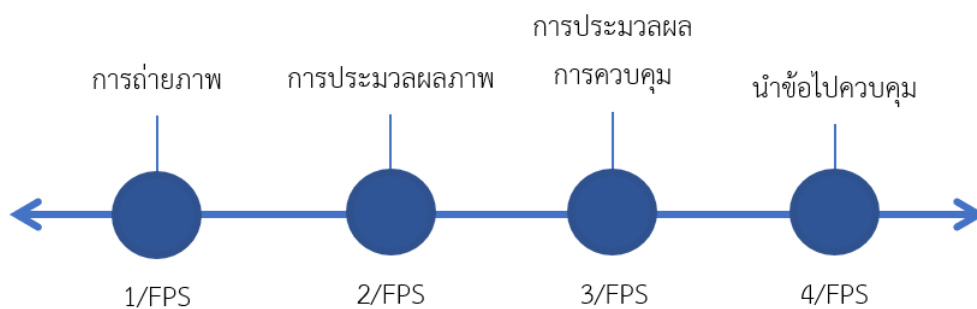 การถ่ายภาพ
การประมวลผลภาพ
การประมวลผล
การควบคุม
นำข้อไปควบคุม
1/FPS
2/FPS
3/FPS
4/FPS